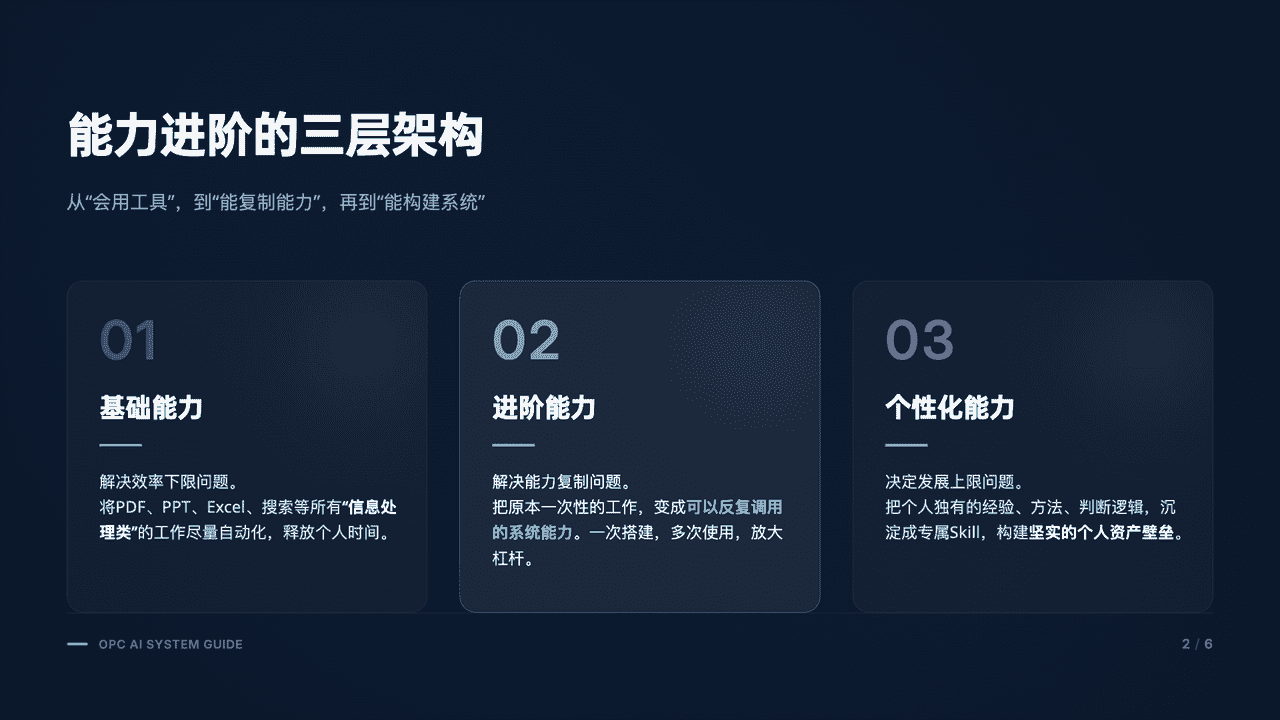 能力进阶的三层架构
从“会用工具”，到“能复制能力”，再到“能构建系统”
01
基础能力
解决效率下限问题。
将PDF、PPT、Excel、搜索等所有“信息处
理类”的工作尽量自动化，释放个人时间。
02
进阶能力
解决能力复制问题。
把原本一次性的工作，变成可以反复调用
的系统能力。一次搭建，多次使用，放大
杠杆。
03
个性化能力
决定发展上限问题。
把个人独有的经验、方法、判断逻辑，沉
淀成专属Skill，构建坚实的个人资产壁垒。
OPC AI SYSTEM GUIDE
2 / 6